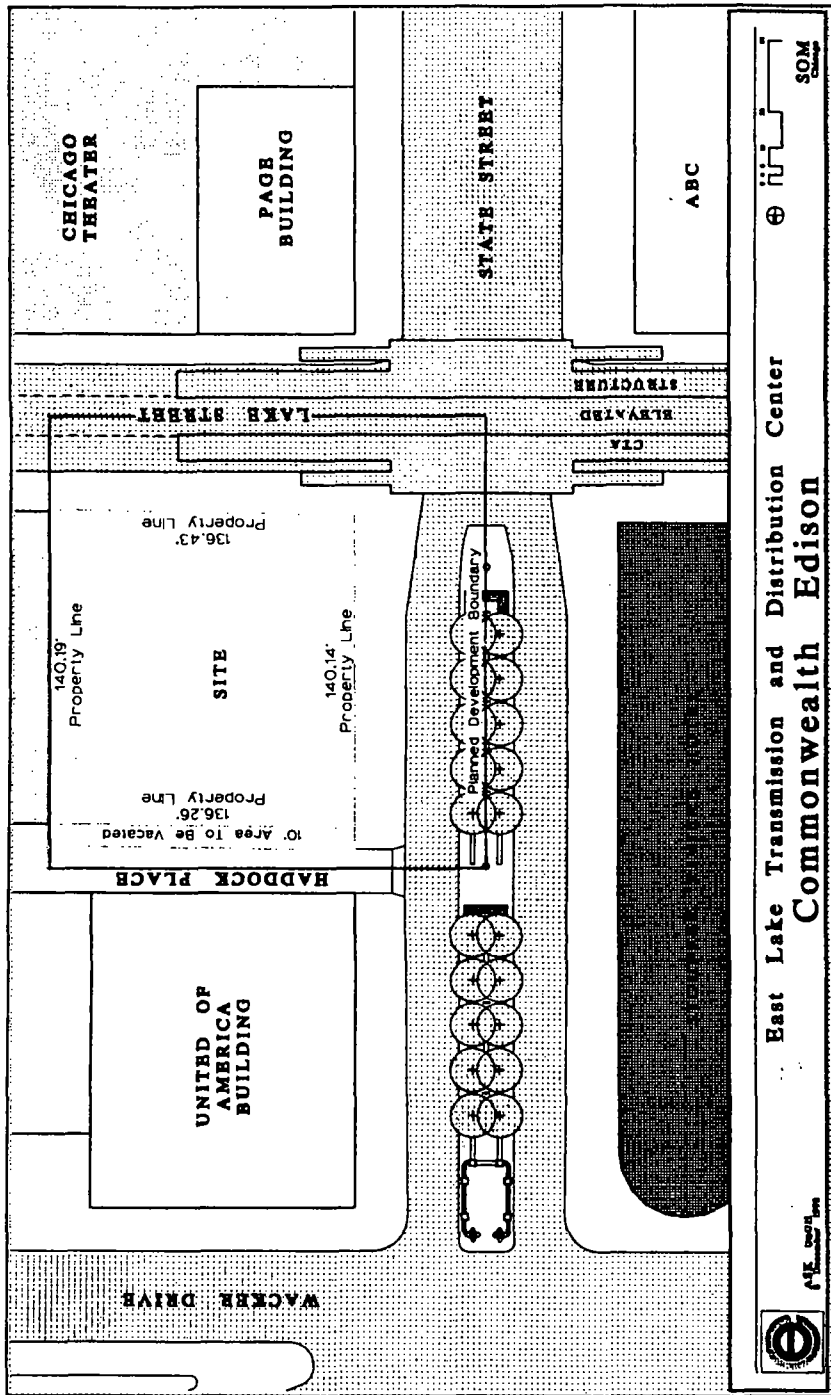 CHICAGO
THEATER
PAGE
BUILDING
STATE STREET
ABC
LAKE STREET
CTA
ELEVATED
STRUCTURE
136.43'
Property Line
140.19'
Property Line
SITE
140.14'
Property Line
136.26'
Property Line
10' Area To Be Vacated
Planned Development Boundary
HADDOCK PLACE
UNITED OF
AMERICA
BUILDING
WACKER DRIVE
East Lake Transmission and Distribution Center
Commonwealth Edison
SOM
Chicago